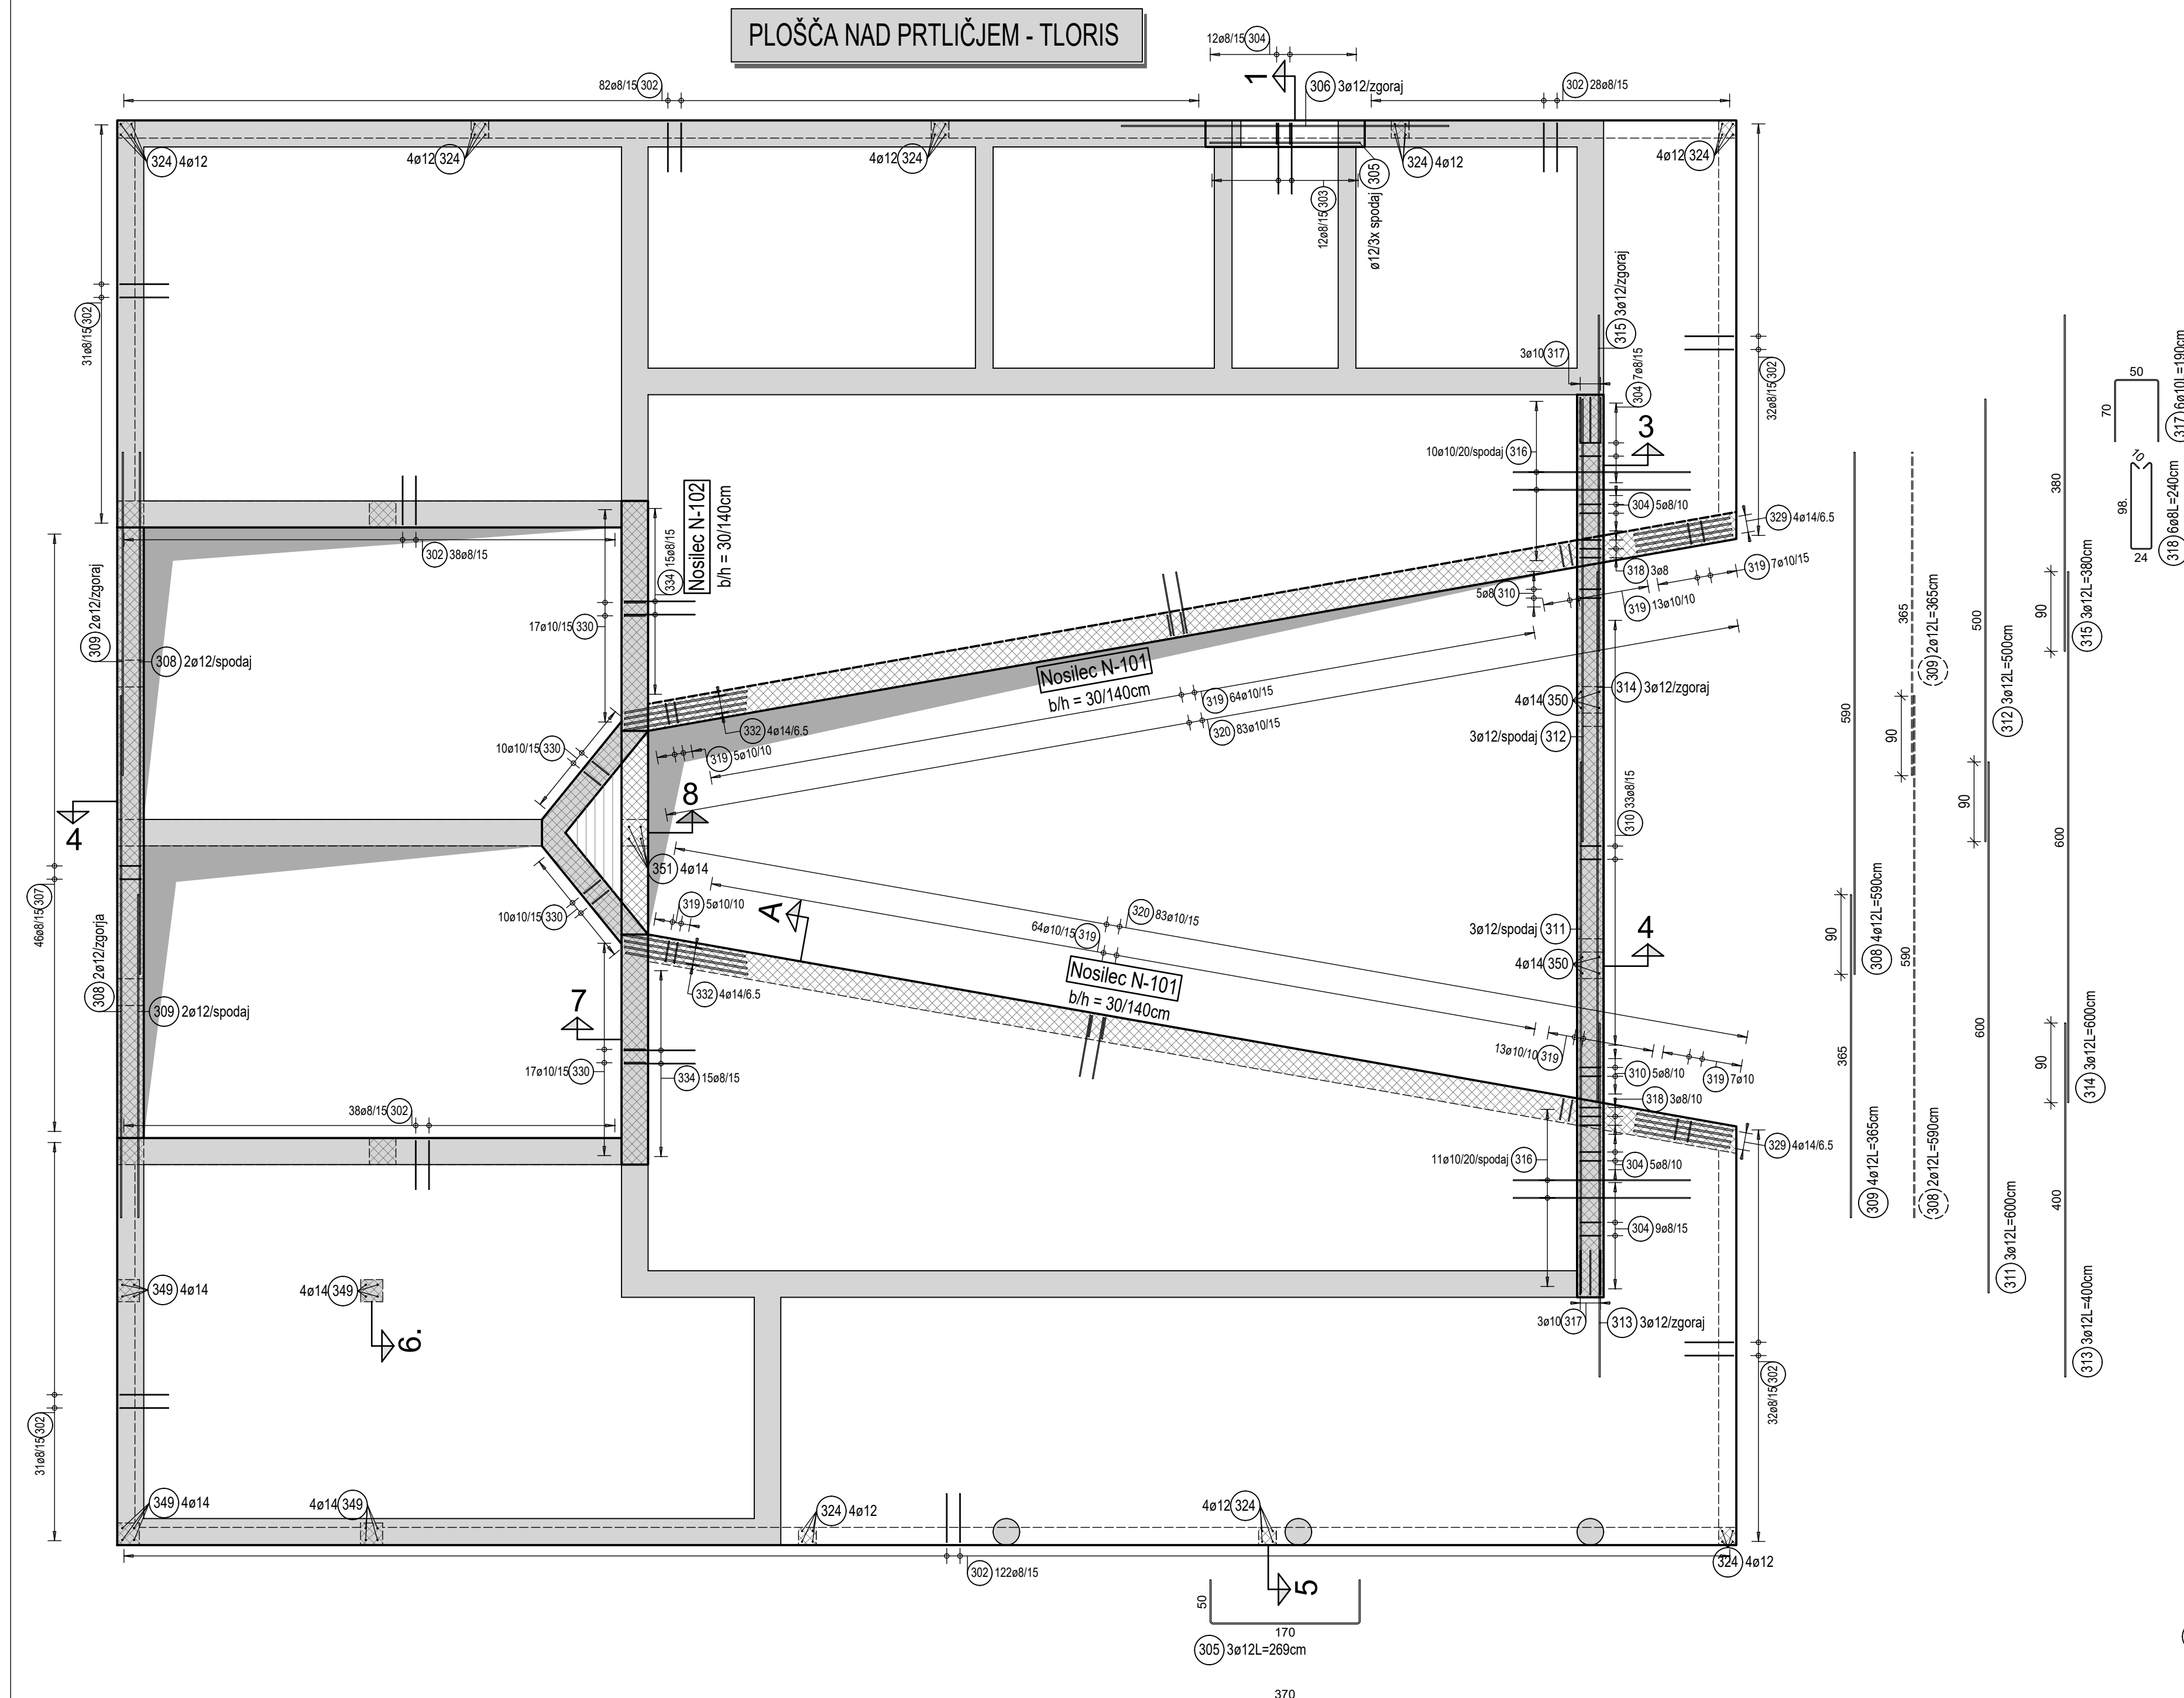 PLOŠČA NAD PRTLIČJEM - TLORIS
12ø8/15 304
82ø8/15 302
306 3ø12/zgoraj
302 28ø8/15
1
324 4ø12
4ø12 324
4ø12 324
324 4ø12
4ø12 324
12ø8/15 303
ø12/3x spodaj 305
31ø8/15 302
32ø8/15 302
315 3ø12/zgoraj
3ø10 317
304 7ø8/15
3
10ø10/20/spodaj 316
304 5ø8/10
329 4ø14/6.5
318 3ø8
319 7ø10/15
5ø8 310
319 13ø10/10
302 38ø8/15
334 15ø8/15
Nosilec N-102
b/h = 30/140cm
17ø10/15 330
309 2ø12/zgoraj
308 2ø12/spodaj
Nosilec N-101
b/h = 30/140cm
319 64ø10/15
320 83ø10/15
332 4ø14/6.5
319 5ø10/10
10ø10/15 330
314 3ø12/zgoraj
4ø14 350
3ø12/spodaj 312
310 33ø8/15
8
4
351 4ø14
46ø8/15 307
10ø10/15 330
319 5ø10/10
A
320 83ø10/15
64ø10/15 319
3ø12/spodaj 311
4ø14 350
4
308 2ø12/zgorja
309 2ø12/spodaj
Nosilec N-101
b/h = 30/140cm
332 4ø14/6.5
7
17ø10/15 330
334 15ø8/15
13ø10/10 319
310 5ø8/10
319 7ø10
318 3ø8/10
329 4ø14/6.5
38ø8/15 302
11ø10/20/spodaj 316
304 5ø8/10
304 9ø8/15
349 4ø14
4ø14 349
6.
3ø10 317
313 3ø12/zgoraj
31ø8/15 302
32ø8/15 302
349 4ø14
4ø14 349
324 4ø12
4ø12 324
324 4ø12
302 122ø8/15
5
50
170
305 3ø12L=269cm
370
590
90
308 4ø12L=590cm
365
309 4ø12L=365cm
365
309 2ø12L=365cm
90
590
308 2ø12L=590cm
500
312 3ø12L=500cm
90
600
311 3ø12L=600cm
380
90
315 3ø12L=380cm
600
90
314 3ø12L=600cm
400
313 3ø12L=400cm
50
70
317 6ø10L=190cm
10
98.
24
318 6ø8L=240cm